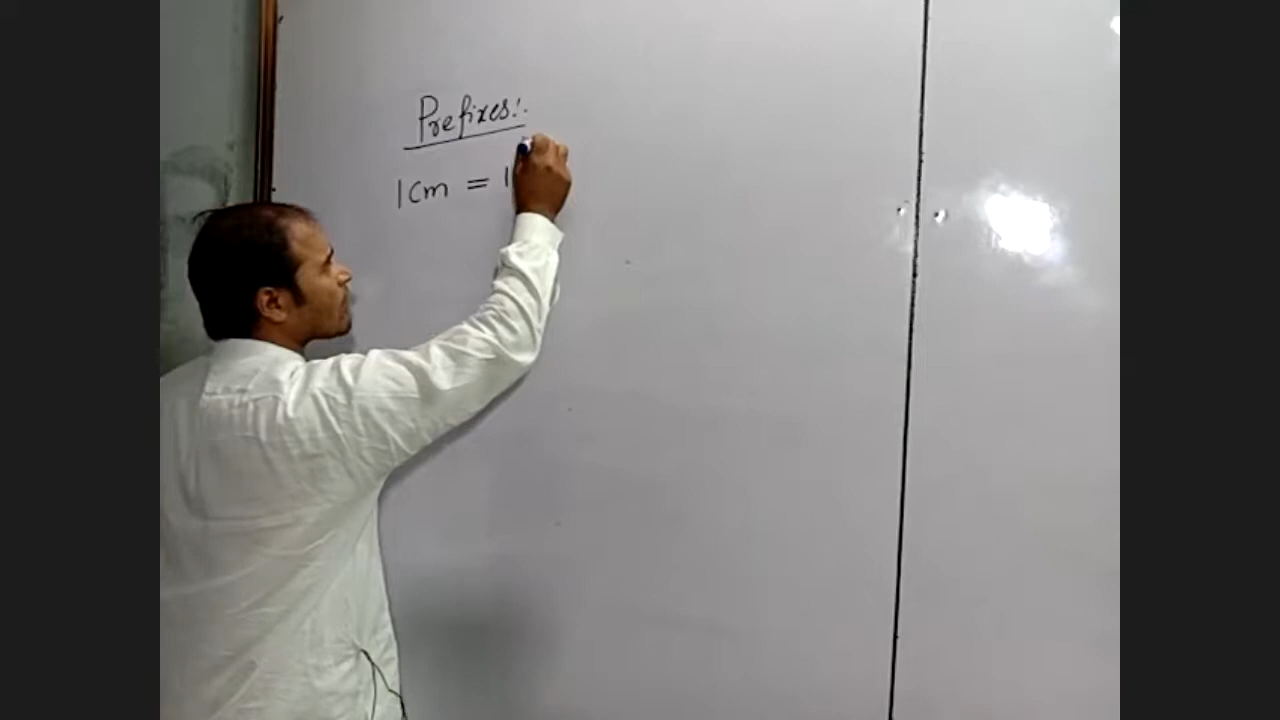 Prefixes:-
1cm = 1